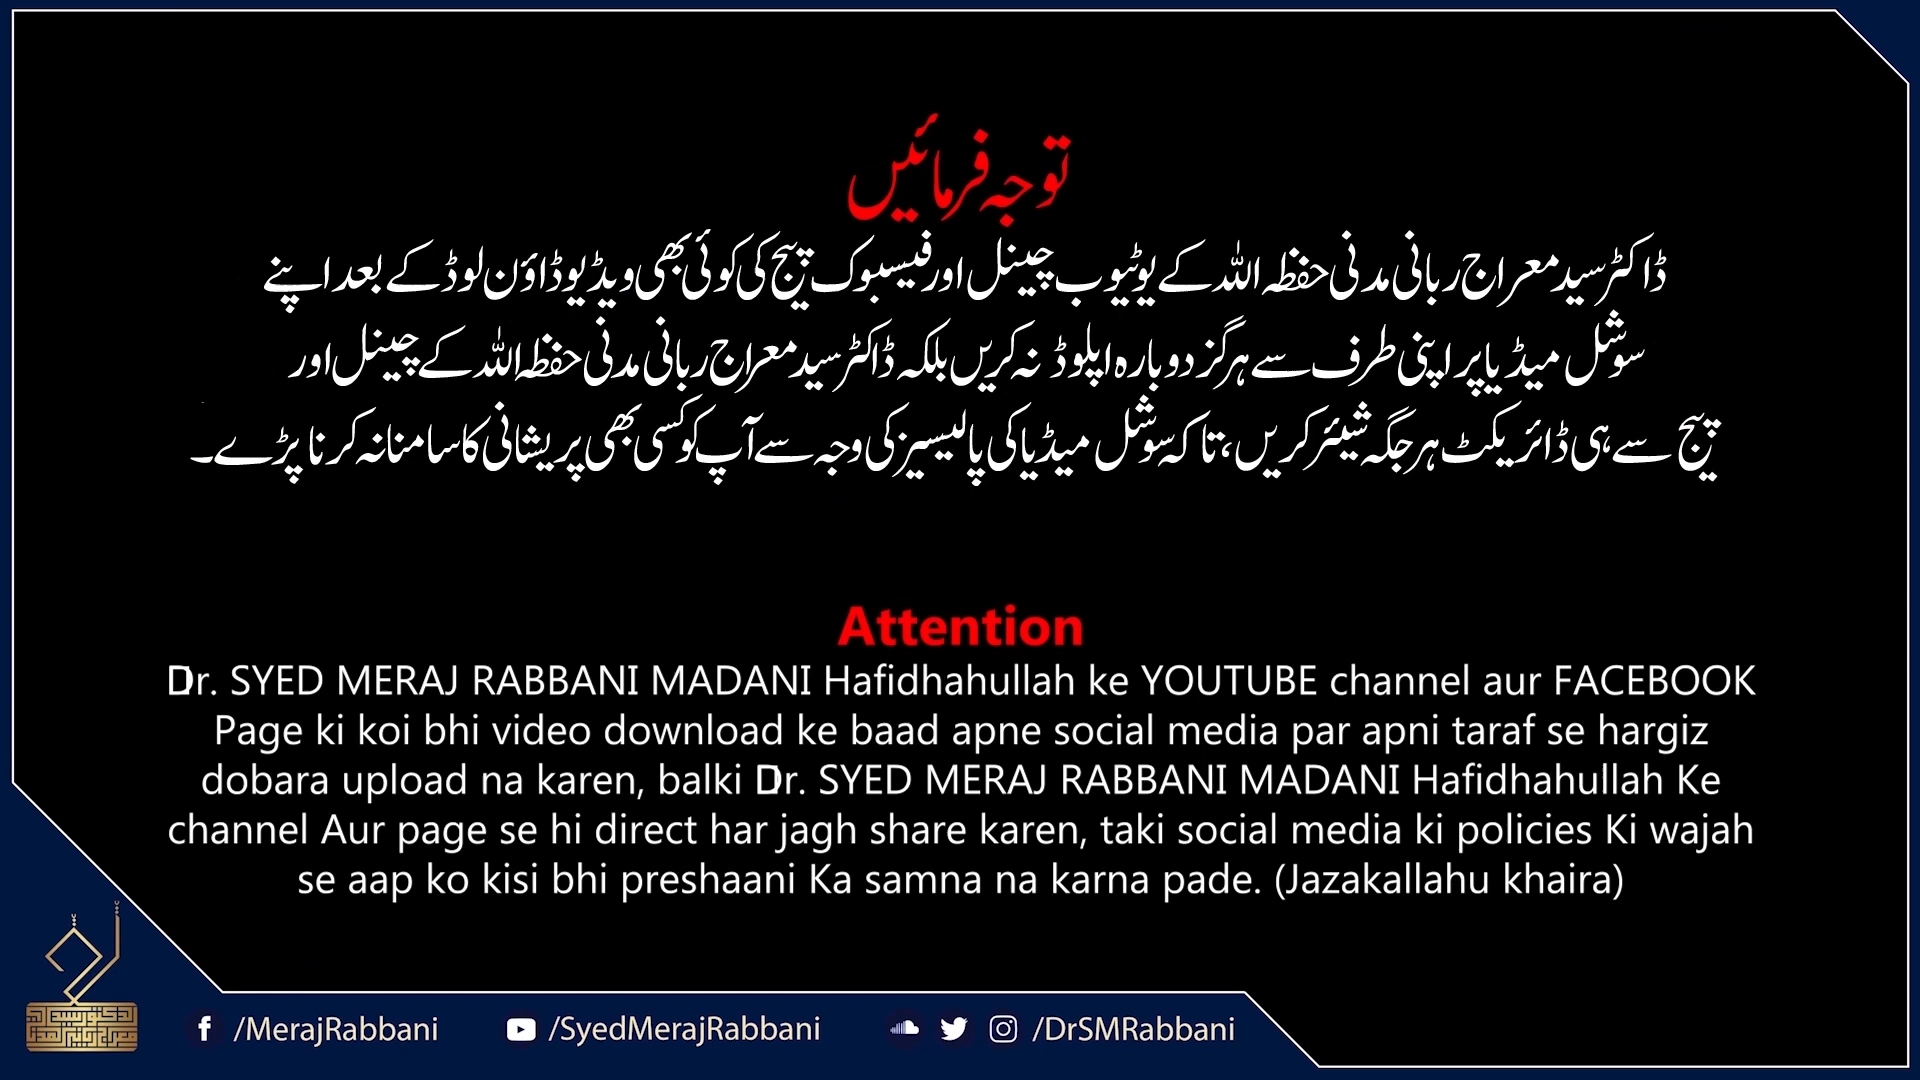 توجہ فرمائیں
ڈاکٹر سید معراج ربانی مدنی حفظہ اللہ کے یوٹیوب چینل اور فیسبوک پیج کی کوئی بھی ویڈیو ڈاؤن لوڈ کے بعد اپنے
سوشل میڈیا پر اپنی طرف سے ہرگز دوبارہ اپلوڈ نہ کریں بلکہ ڈاکٹر سید معراج ربانی مدنی حفظہ اللہ کے چینل اور
پیج سے ہی ڈائریکٹ ہر جگہ شیئر کریں، تاکہ سوشل میڈیا کی پالیسیز کی وجہ سے آپ کو کسی بھی پریشانی کا سامنا نہ کرنا پڑے۔
Attention
Dr. SYED MERAJ RABBANI MADANI Hafidhahullah ke YOUTUBE channel aur FACEBOOK
Page ki koi bhi video download ke baad apne social media par apni taraf se hargiz
dobara upload na karen, balki Dr. SYED MERAJ RABBANI MADANI Hafidhahullah Ke
channel Aur page se hi direct har jagh share karen, taki social media ki policies Ki wajah
se aap ko kisi bhi preshaani Ka samna na karna pade. (Jazakallahu khaira)
/MerajRabbani /SyedMerajRabbani /DrSMRabbani